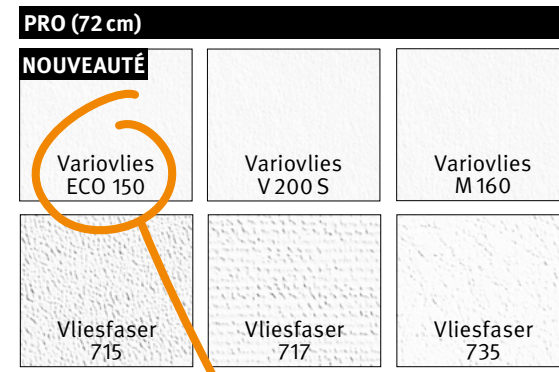 PRO (72 cm)
NOUVEAUTÉ
Variovlies
ECO 150
Variovlies
V 200 S
Variovlies
M 160
Vliesfaser
715
Vliesfaser
717
Vliesfaser
735